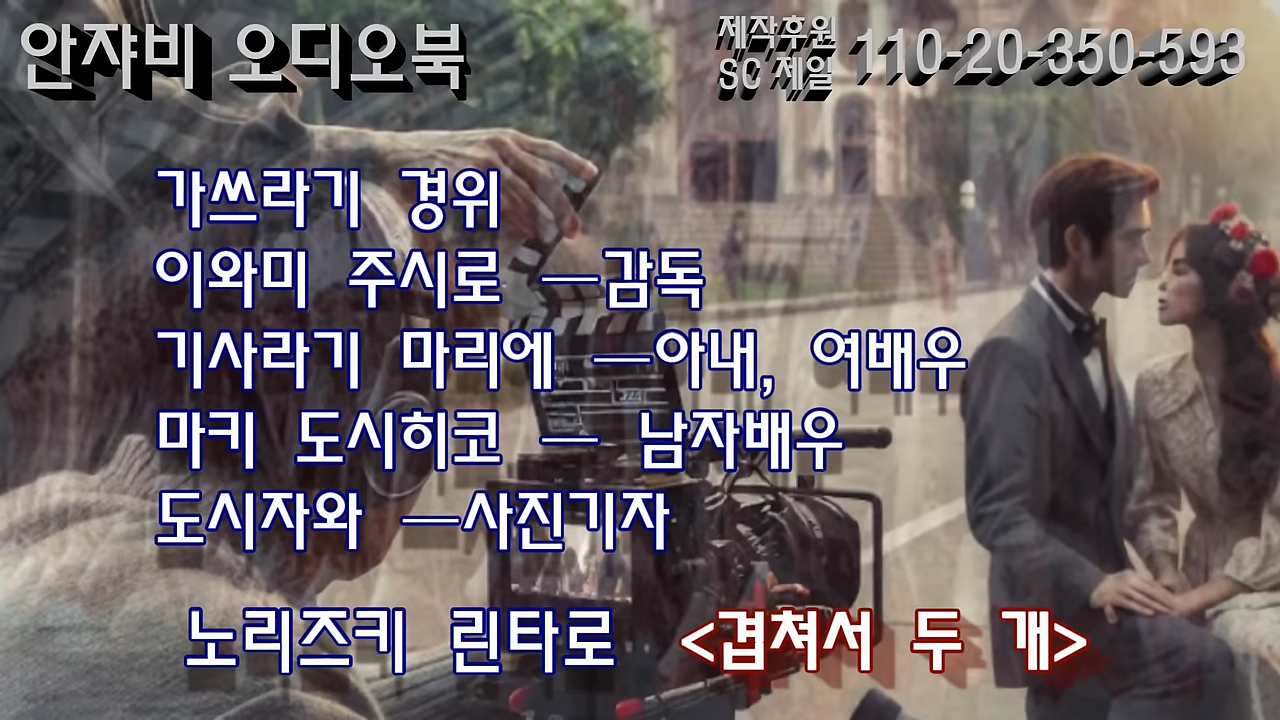 안쟈비 오디오북
제작후원
SC 제일
110-20-350-593
가쓰라기 경위
이와미 주시로 —감독
기사라기 마리에 —아내, 여배우
마키 도시히코 — 남자배우
도시자와 —사진기자
노리즈키 린타로 <겹쳐서 두 개>